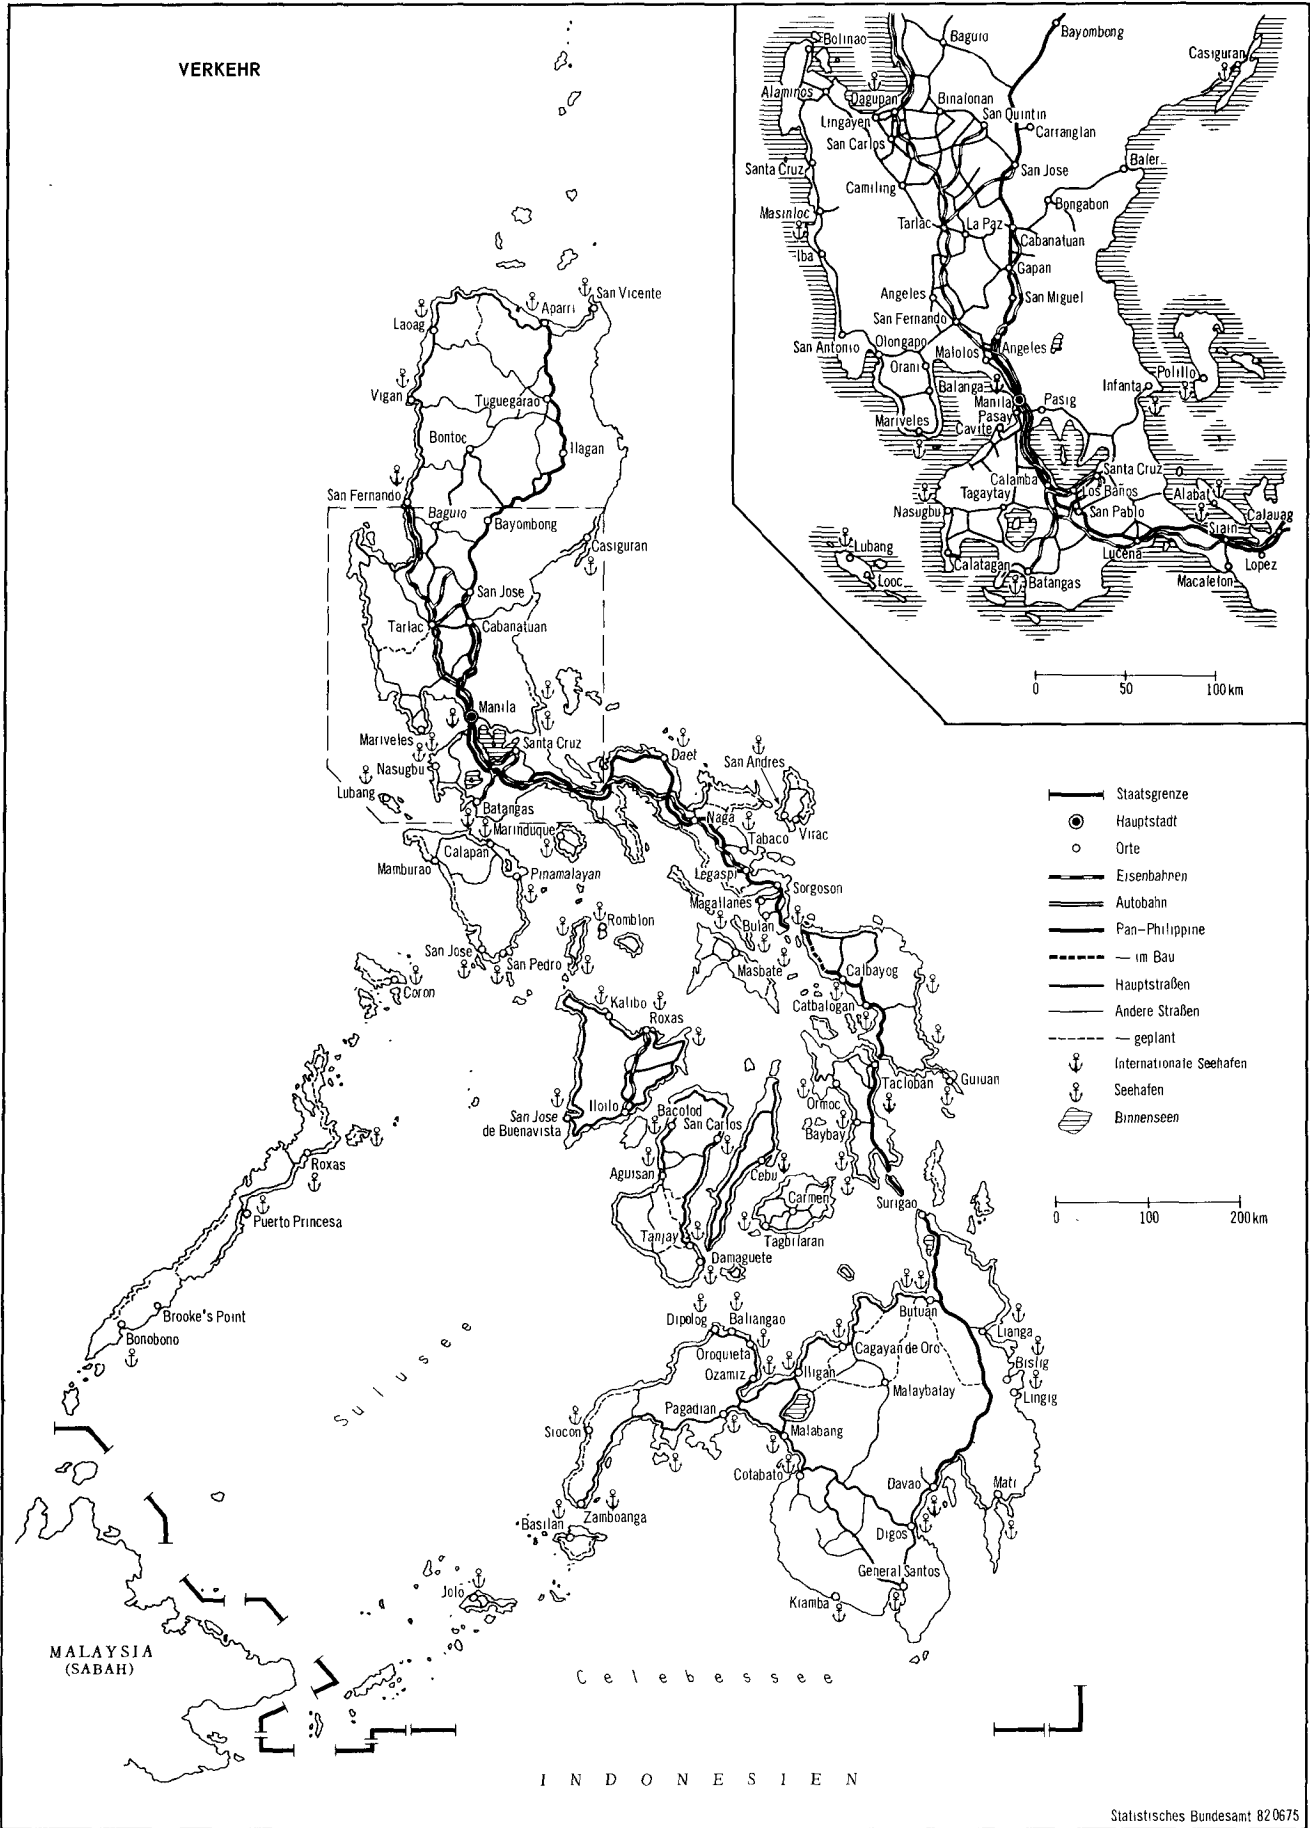 VERKEHR
Bolinao
Baguio
Bayombong
Casiguran
Alaminos
Dagupan
Binalonan
San Quintin
Lingayen
Carranglan
San Carlos
Baler
Santa Cruz
San Jose
Camiling
Bongabon
Masinloc
Tarlac
La Paz
Cabanatuan
Iba
Gapan
Angeles
San Miguel
San Fernando
San Antonio
Olongapo
Malolos
Angeles
Orani
Polillo
Infanta
Balanga
Manila
Pasig
Pasay
Mariveles
Cavite
Santa Cruz
Calamba
Los Baños
Alabat
Tagaytay
Nasugbu
San Pablo
Calauag
Siain
Lubang
Lucena
Lopez
Calatagan
Looc
Batangas
Macalelon
0 50 100 km
San Vicente
Aparri
Laoag
Vigan
Tuguegarao
Bontoc
Ilagan
San Fernando
Baguio
Bayombong
Casiguran
San Jose
Tarlac
Cabanatuan
Manila
Mariveles
Santa Cruz
Daet
San Andres
Nasugbu
Lubang
Batangas
Naga
Marinduque
Virac
Tabaco
Calapan
Mamburao
Pinamalayan
Legaspi
Sorgoson
Magallanes
Romblon
Bulan
San Jose
San Pedro
Masbate
Calbayog
Coron
Kalibo
Catbalogan
Roxas
Tacloban
Guiuan
Ormoc
Iloilo
Bacolod
San Jose
de Buenavista
San Carlos
Baybay
Roxas
Aguisan
Cebu
Carmen
Surigao
Puerto Princesa
Tanjay
Tagbilaran
Damaguete
Brooke's Point
Bonobono
Dipolog
Baliangao
Butuan
Lianga
Oroquieta
Cagayan de Oro
Bislig
Ozamiz
Iligan
Malaybalay
Lingig
Sulusee
Pagadian
Siocon
Malabang
Cotabato
Davao
Mati
Basilan
Zamboanga
Digos
General Santos
Jolo
Kiamba
MALAYSIA
(SABAH)
Celebessee
INDONESIEN
Staatsgrenze
Hauptstadt
Orte
Eisenbahnen
Autobahn
Pan-Philippine
— im Bau
Hauptstraßen
Andere Straßen
— geplant
Internationale Seehafen
Seehafen
Binnenseen
0 100 200 km
Statistisches Bundesamt 820675